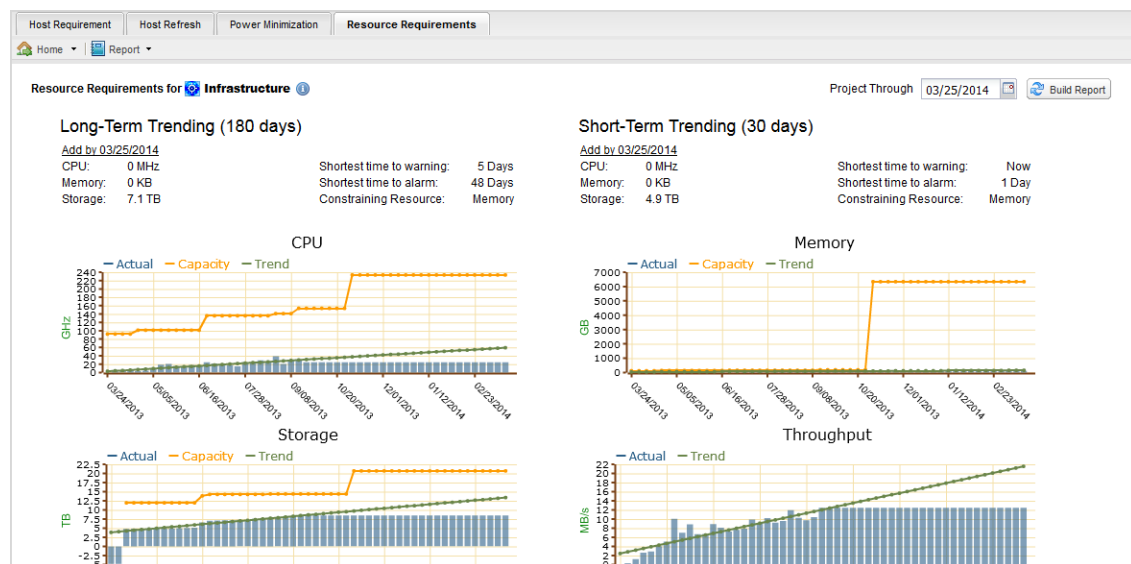 Host Requirement Host Refresh Power Minimization Resource Requirements
Home Report
Resource Requirements for Infrastructure Project Through 03/25/2014 Build Report
Long-Term Trending (180 days)
Add by 03/25/2014
CPU: 0 MHz Shortest time to warning: 5 Days
Memory: 0 KB Shortest time to alarm: 48 Days
Storage: 7.1 TB Constraining Resource: Memory
Short-Term Trending (30 days)
Add by 03/25/2014
CPU: 0 MHz Shortest time to warning: Now
Memory: 0 KB Shortest time to alarm: 1 Day
Storage: 4.9 TB Constraining Resource: Memory
CPU
Actual Capacity Trend
240
220
200
180
160
140
120
100
80
60
40
20
0
GHz
03/24/2013 05/05/2013 06/16/2013 07/28/2013 09/08/2013 10/20/2013 12/01/2013 01/12/2014 02/23/2014
Memory
Actual Capacity Trend
7000
6000
5000
4000
3000
2000
1000
0
GB
03/24/2013 05/05/2013 06/16/2013 07/28/2013 09/08/2013 10/20/2013 12/01/2013 01/12/2014 02/23/2014
Storage
Actual Capacity Trend
22.5
20
17.5
15
12.5
10
7.5
5
2.5
0
-2.5
TB
Throughput
Actual Trend
22
20
18
16
14
12
10
8
6
4
2
MB/s